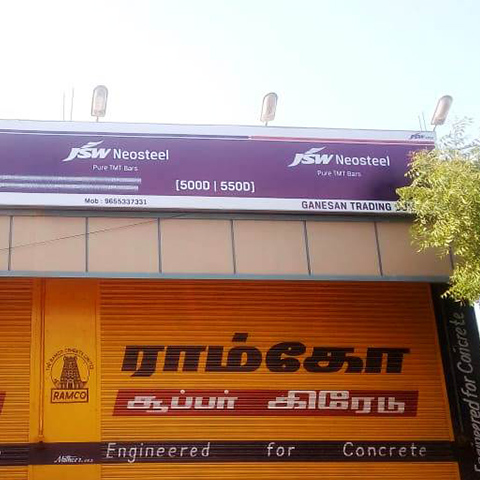 JSW Neosteel
Pure TMT Bars
JSW Neosteel
Pure TMT Bars
[500D | 550D]
Mob : 9655337331
GANESAN TRADING
ராம்கோ
சூப்பர் கிரேடு
RAMCO
Engineered for Concrete
Engineered for Concrete